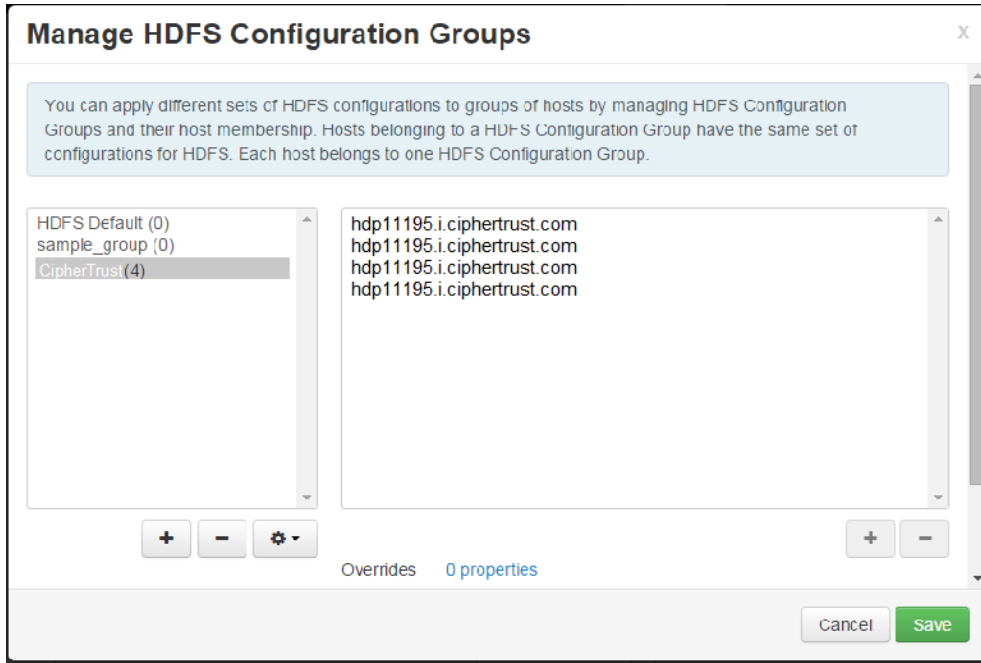 Manage HDFS Configuration Groups
X
You can apply different sets of HDFS configurations to groups of hosts by managing HDFS Configuration
Groups and their host membership. Hosts belonging to a HDFS Configuration Group have the same set of
configurations for HDFS. Each host belongs to one HDFS Configuration Group.
HDFS Default (0)
sample_group (0)
CipherTrust(4)
hdp11195.i.ciphertrust.com
hdp11195.i.ciphertrust.com
hdp11195.i.ciphertrust.com
hdp11195.i.ciphertrust.com
Overrides 0 properties
Cancel Save